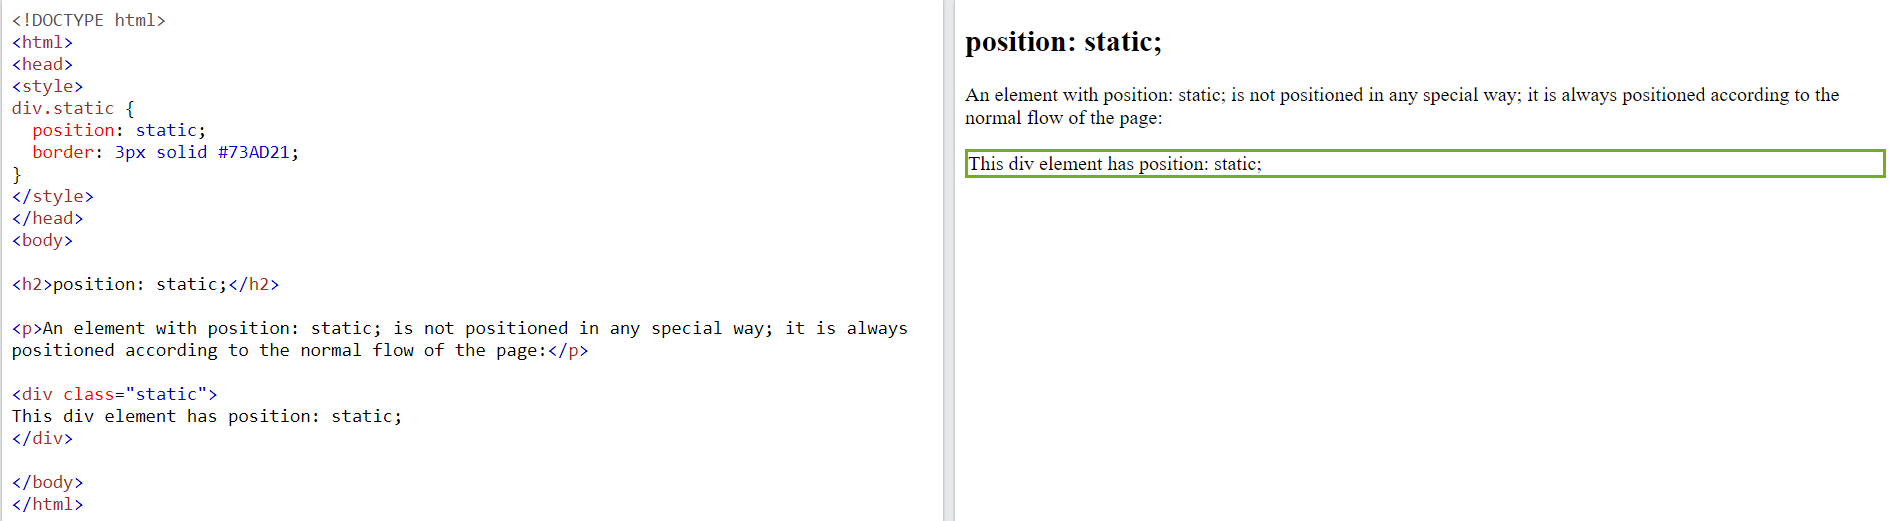 <!DOCTYPE html>
<html>
<head>
<style>
div.static {
  position: static;
  border: 3px solid #73AD21;
}
</style>
</head>
<body>

<h2>position: static;</h2>

<p>An element with position: static; is not positioned in any special way; it is always
positioned according to the normal flow of the page:</p>

<div class="static">
This div element has position: static;
</div>

</body>
</html>
position: static;
An element with position: static; is not positioned in any special way; it is always positioned according to the
normal flow of the page:
This div element has position: static;